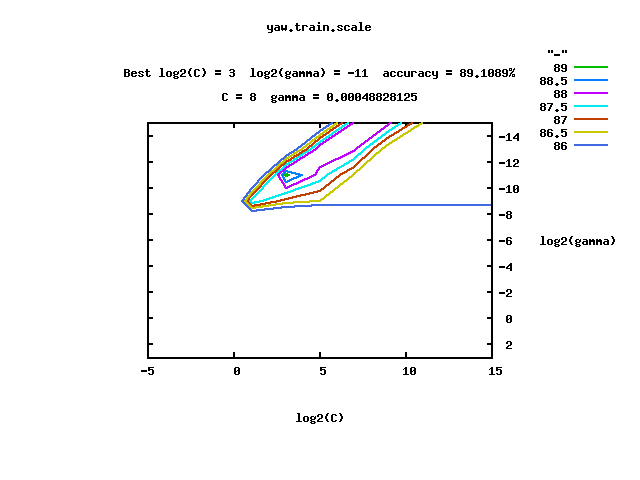 yaw.train.scale
"-"
Best log2(C) = 3  log2(gamma) = -11  accuracy = 89.1089%
C = 8  gamma = 0.00048828125
89
88.5
88
87.5
87
86.5
86
-14
-12
-10
-8
-6
-4
-2
0
2
log2(gamma)
-5 0 5 10 15
log2(C)